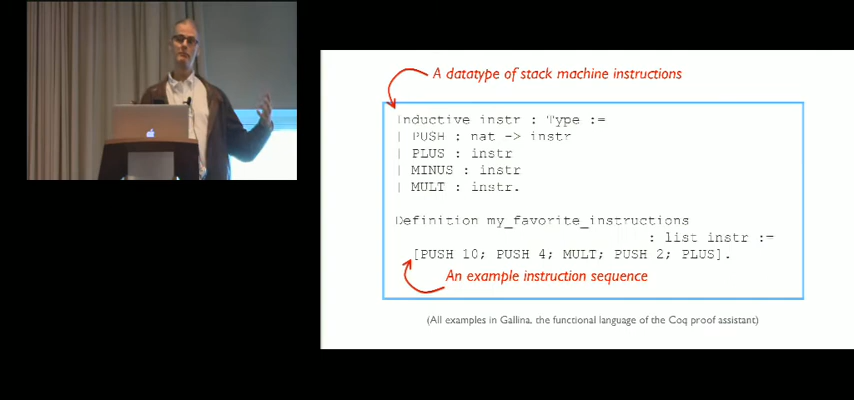 A datatype of stack machine instructions
Inductive instr : Type :=
| PUSH : nat -> instr
| PLUS : instr
| MINUS : instr
| MULT : instr.
Definition my_favorite_instructions
: list instr :=
[PUSH 10; PUSH 4; MULT; PUSH 2; PLUS].
An example instruction sequence
(All examples in Gallina, the functional language of the Coq proof assistant)